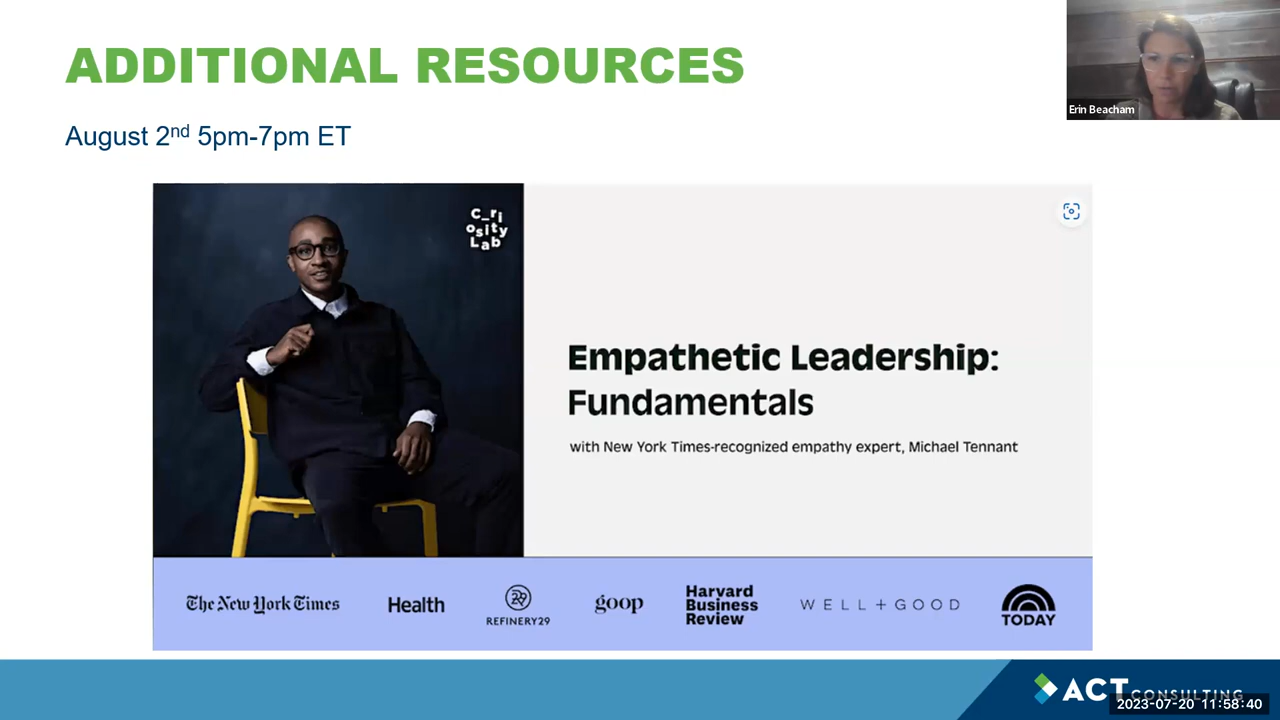 ADDITIONAL RESOURCES
Erin Beacham
August 2nd 5pm-7pm ET
C_ri
osity
Lab
Empathetic Leadership:
Fundamentals
with New York Times-recognized empathy expert, Michael Tennant
The New York Times
Health
29
REFINERY29
goop
Harvard
Business
Review
WELL+GOOD
TODAY
ACT CONSULTING
2023-07-20 11:58:40